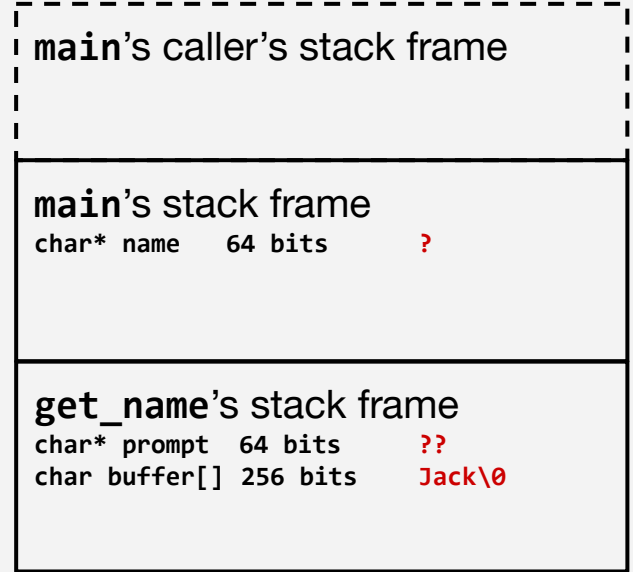 main’s caller’s stack frame
main’s stack frame
char* name 64 bits ?
get_name’s stack frame
char* prompt 64 bits ??
char buffer[] 256 bits Jack\0